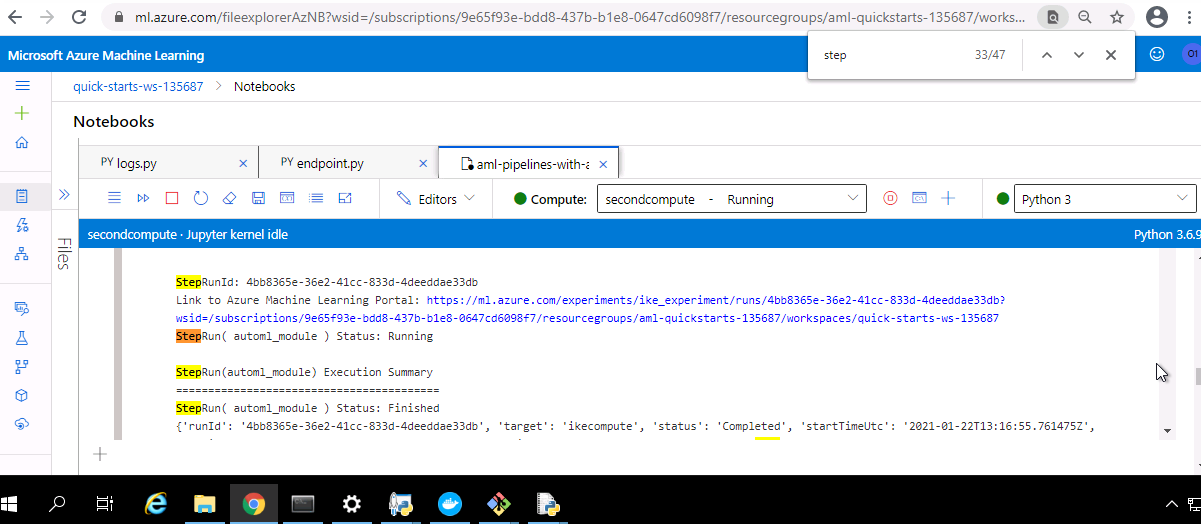 ml.azure.com/fileexplorerAzNB?wsid=/subscriptions/9e65f93e-bdd8-437b-b1e8-0647cd6098f7/resourcegroups/aml-quickstarts-135687/works...
Microsoft Azure Machine Learning
step 33/47
01
quick-starts-ws-135687 > Notebooks
Notebooks
PY logs.py
PY endpoint.py
aml-pipelines-with-a
Editors
Compute: secondcompute - Running
Python 3
secondcompute · Jupyter kernel idle
Python 3.6.9
Files
StepRunId: 4bb8365e-36e2-41cc-833d-4deeddae33db
Link to Azure Machine Learning Portal: https://ml.azure.com/experiments/ike_experiment/runs/4bb8365e-36e2-41cc-833d-4deeddae33db?
wsid=/subscriptions/9e65f93e-bdd8-437b-b1e8-0647cd6098f7/resourcegroups/aml-quickstarts-135687/workspaces/quick-starts-ws-135687
StepRun( automl_module ) Status: Running
StepRun(automl_module) Execution Summary
========================================
StepRun( automl_module ) Status: Finished
{'runId': '4bb8365e-36e2-41cc-833d-4deeddae33db', 'target': 'ikecompute', 'status': 'Completed', 'startTimeUtc': '2021-01-22T13:16:55.761475Z',